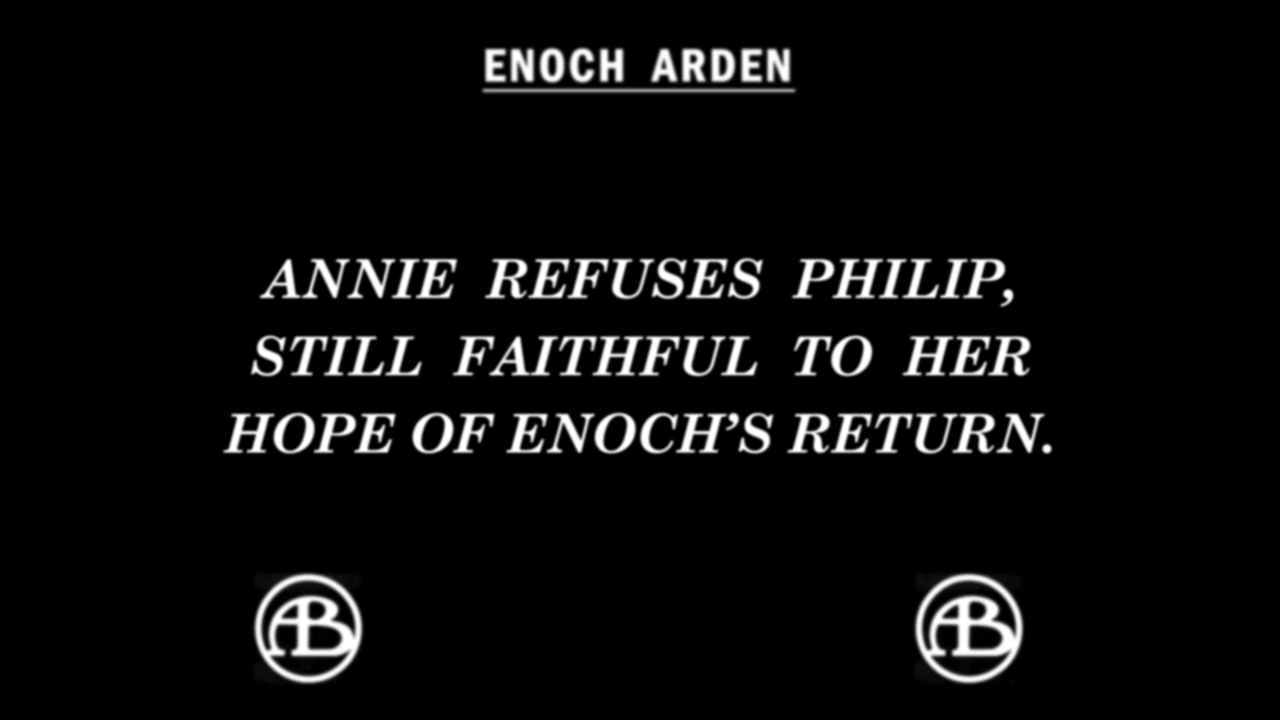 ENOCH ARDEN
ANNIE REFUSES PHILIP,
STILL FAITHFUL TO HER
HOPE OF ENOCH’S RETURN.
AB AB